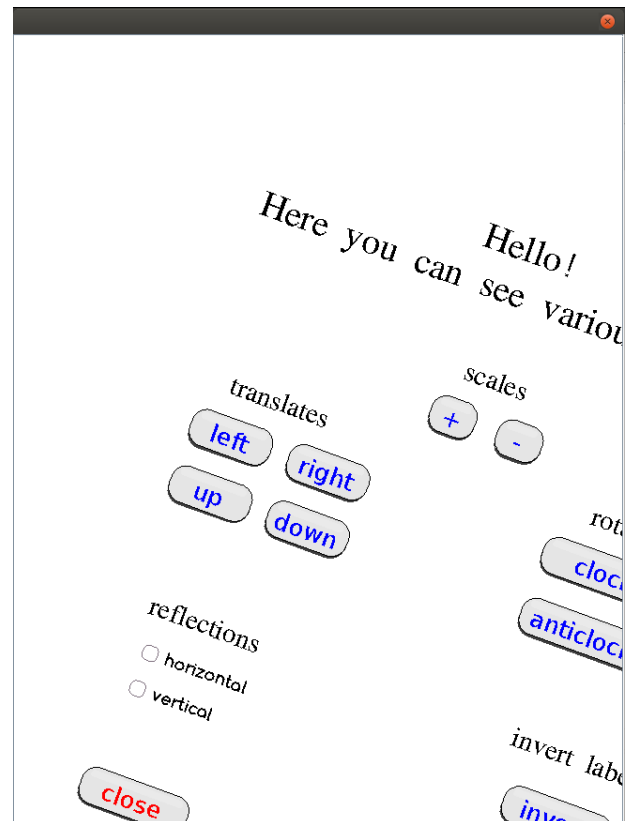 Hello!
Here you can see
scales
+ -
translates
left right
up down
reflections
horizontal
vertical
close